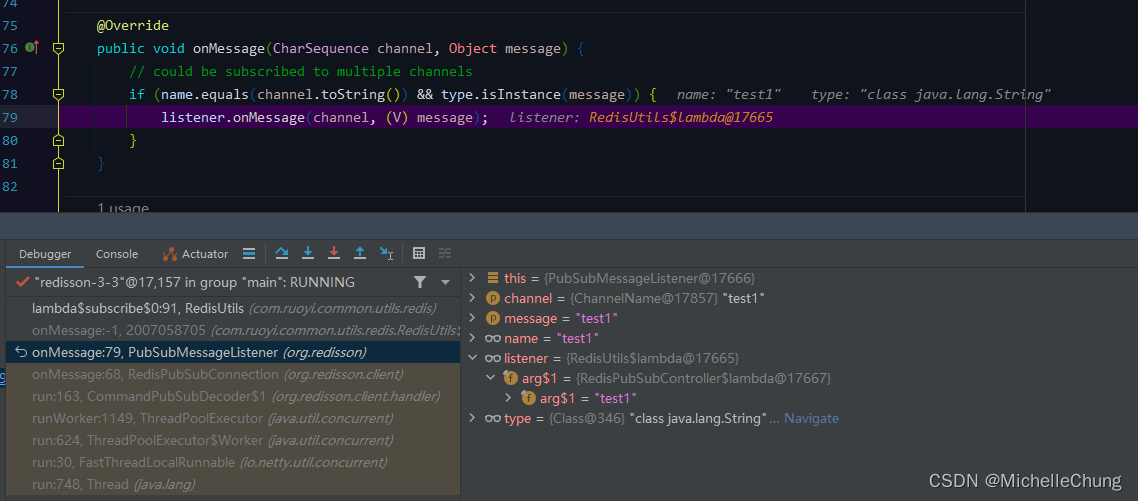 74
75 @Override
76 public void onMessage(CharSequence channel, Object message) {
77 // could be subscribed to multiple channels
78 if (name.equals(channel.toString()) && type.isInstance(message)) { name: "test1" type: "class java.lang.String"
79 listener.onMessage(channel, (V) message); listener: RedisUtils$lambda@17665
80 }
81 }
82
1 usage
Debugger Console Actuator
"redisson-3-3"@17,157 in group "main": RUNNING
lambda$subscribe$0:91, RedisUtils (com.ruoyi.common.utils.redis)
onMessage:-1, 2007058705 (com.ruoyi.common.utils.redis.RedisUtils$
onMessage:79, PubSubMessageListener (org.redisson)
onMessage:68, RedisPubSubConnection (org.redisson.client)
run:163, CommandPubSubDecoder$1 (org.redisson.client.handler)
runWorker:1149, ThreadPoolExecutor (java.util.concurrent)
run:624, ThreadPoolExecutor$Worker (java.util.concurrent)
run:30, FastThreadLocalRunnable (io.netty.util.concurrent)
run:748, Thread (java.lang)
this = {PubSubMessageListener@17666}
channel = {ChannelName@17857} "test1"
message = "test1"
name = "test1"
listener = {RedisUtils$lambda@17665}
arg$1 = {RedisPubSubController$lambda@17667}
arg$1 = "test1"
type = {Class@346} "class java.lang.String"... Navigate
CSDN @MichelleChung